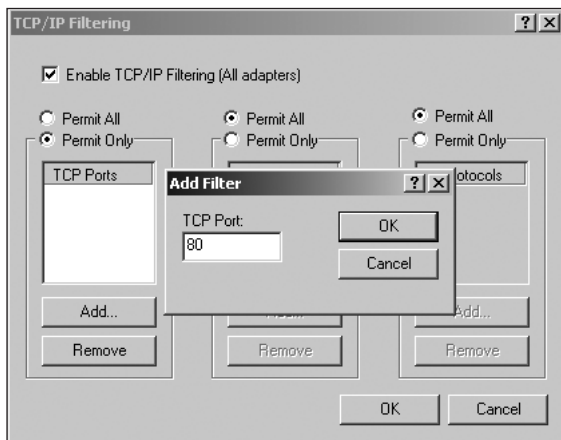 TCP/IP Filtering
Enable TCP/IP Filtering (All adapters)
Permit All
Permit Only
TCP Ports
Add...
Remove
Permit All
Permit Only
Remove
Permit All
Permit Only
Add...
Remove
Add Filter
TCP Port:
80
OK
Cancel
OK
Cancel